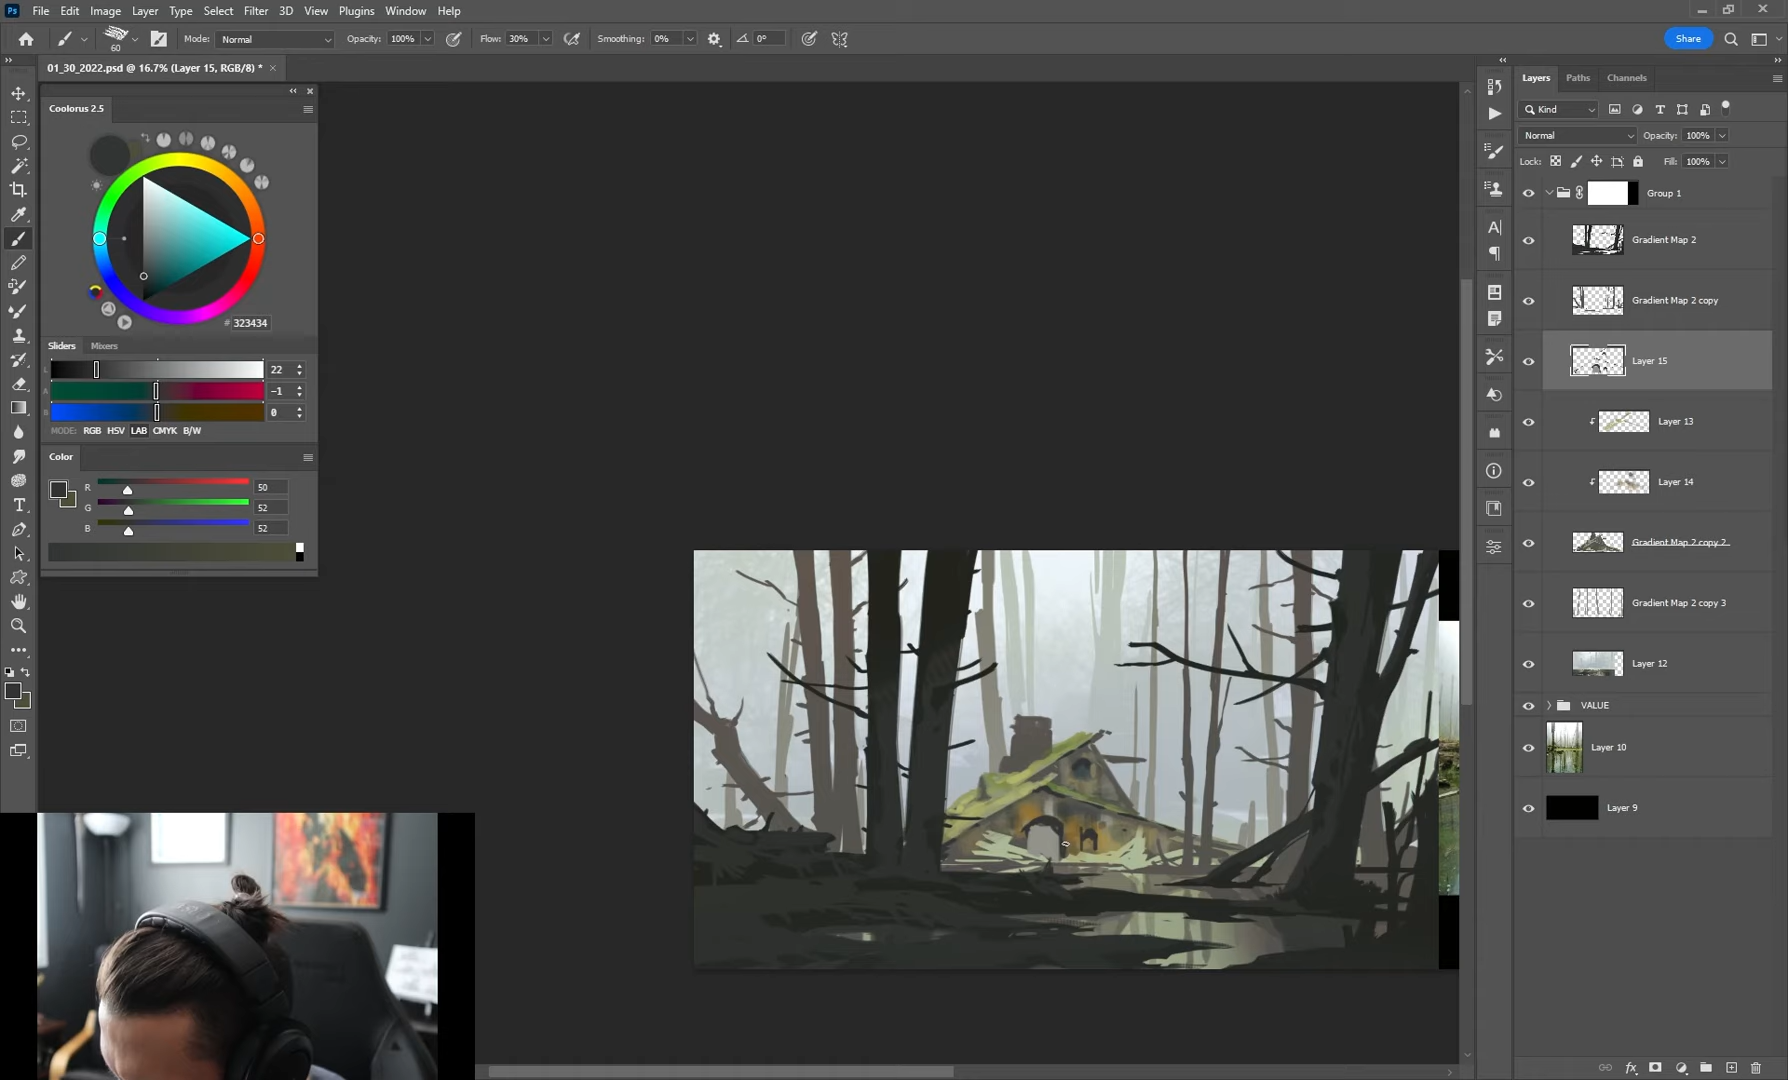 Ps File Edit Image Layer Type Select Filter 3D View Plugins Window Help
60 Mode: Normal Opacity: 100% Flow: 30% Smoothing: 0% 0° Share
01_30_2022.psd @ 16.7% (Layer 15, RGB/8) * ×
Coolorus 2.5
# 323434
Sliders Mixers
L 22
A −1
B 0
MODE: RGB HSV LAB CMYK B/W
Color
R 50
G 52
B 52
Layers Paths Channels
Kind
Normal Opacity: 100%
Lock: Fill: 100%
Group 1
Gradient Map 2
Gradient Map 2 copy
Layer 15
Layer 13
Layer 14
Gradient Map 2 copy 2
Gradient Map 2 copy 3
Layer 12
VALUE
Layer 10
Layer 9
fx